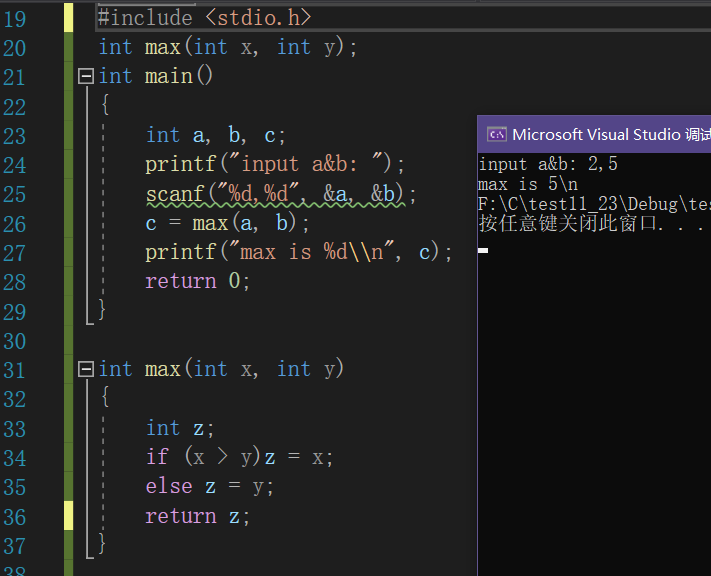 19 #include <stdio.h>
20 int max(int x, int y);
21 int main()
22 {
23 int a, b, c;
24 printf("input a&b: ");
25 scanf("%d,%d", &a, &b);
26 c = max(a, b);
27 printf("max is %d\\n", c);
28 return 0;
29 }
30
31 int max(int x, int y)
32 {
33 int z;
34 if (x > y)z = x;
35 else z = y;
36 return z;
37 }
38
Microsoft Visual Studio 调试
input a&b: 2,5
max is 5\n
F:\C\test11_23\Debug\tes
按任意键关闭此窗口. . .